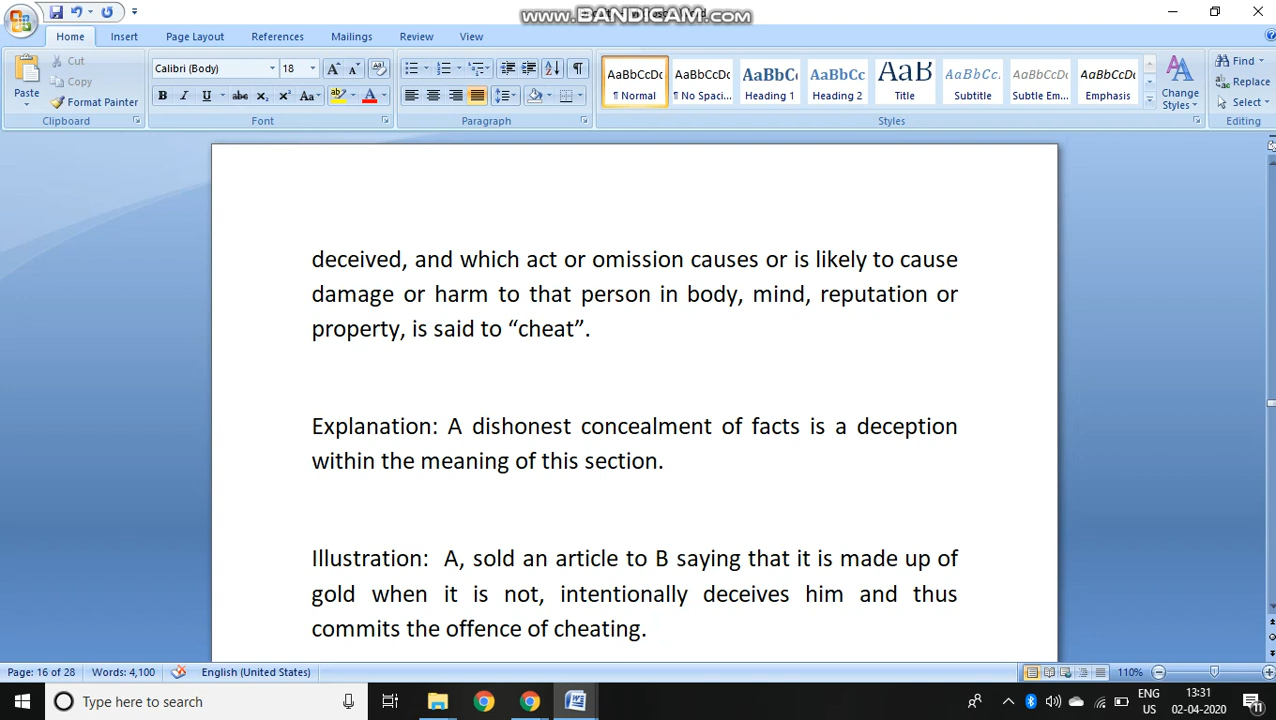 www.BANDICAM.com
Home Insert Page Layout References Mailings Review View
Cut
Copy
Format Painter
Paste
Clipboard
Calibri (Body) 18
Font
Paragraph
AaBbCcDc AaBbCcDc AaBbC AaBbCc AaB AaBbCc. AaBbCcDc AaBbCcDc
¶ Normal ¶ No Spaci... Heading 1 Heading 2 Title Subtitle Subtle Em... Emphasis
Change Styles
Styles
Find
Replace
Select
Editing
deceived, and which act or omission causes or is likely to cause
damage or harm to that person in body, mind, reputation or
property, is said to “cheat”.
Explanation: A dishonest concealment of facts is a deception
within the meaning of this section.
Illustration: A, sold an article to B saying that it is made up of
gold when it is not, intentionally deceives him and thus
commits the offence of cheating.
Page: 16 of 28 Words: 4,100 English (United States) 110%
Type here to search
ENG
US
13:31
02-04-2020